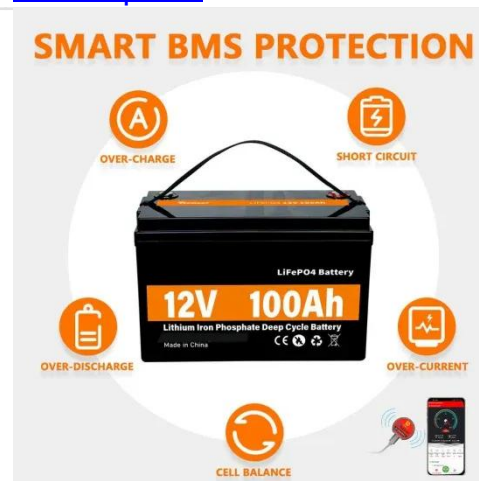 SMART BMS PROTECTION
A
OVER-CHARGE
SHORT CIRCUIT
LiFePO4 Battery
12V 100Ah
Lithium Iron Phosphate Deep Cycle Battery
Made in China
CE
OVER-DISCHARGE
OVER-CURRENT
CELL BALANCE